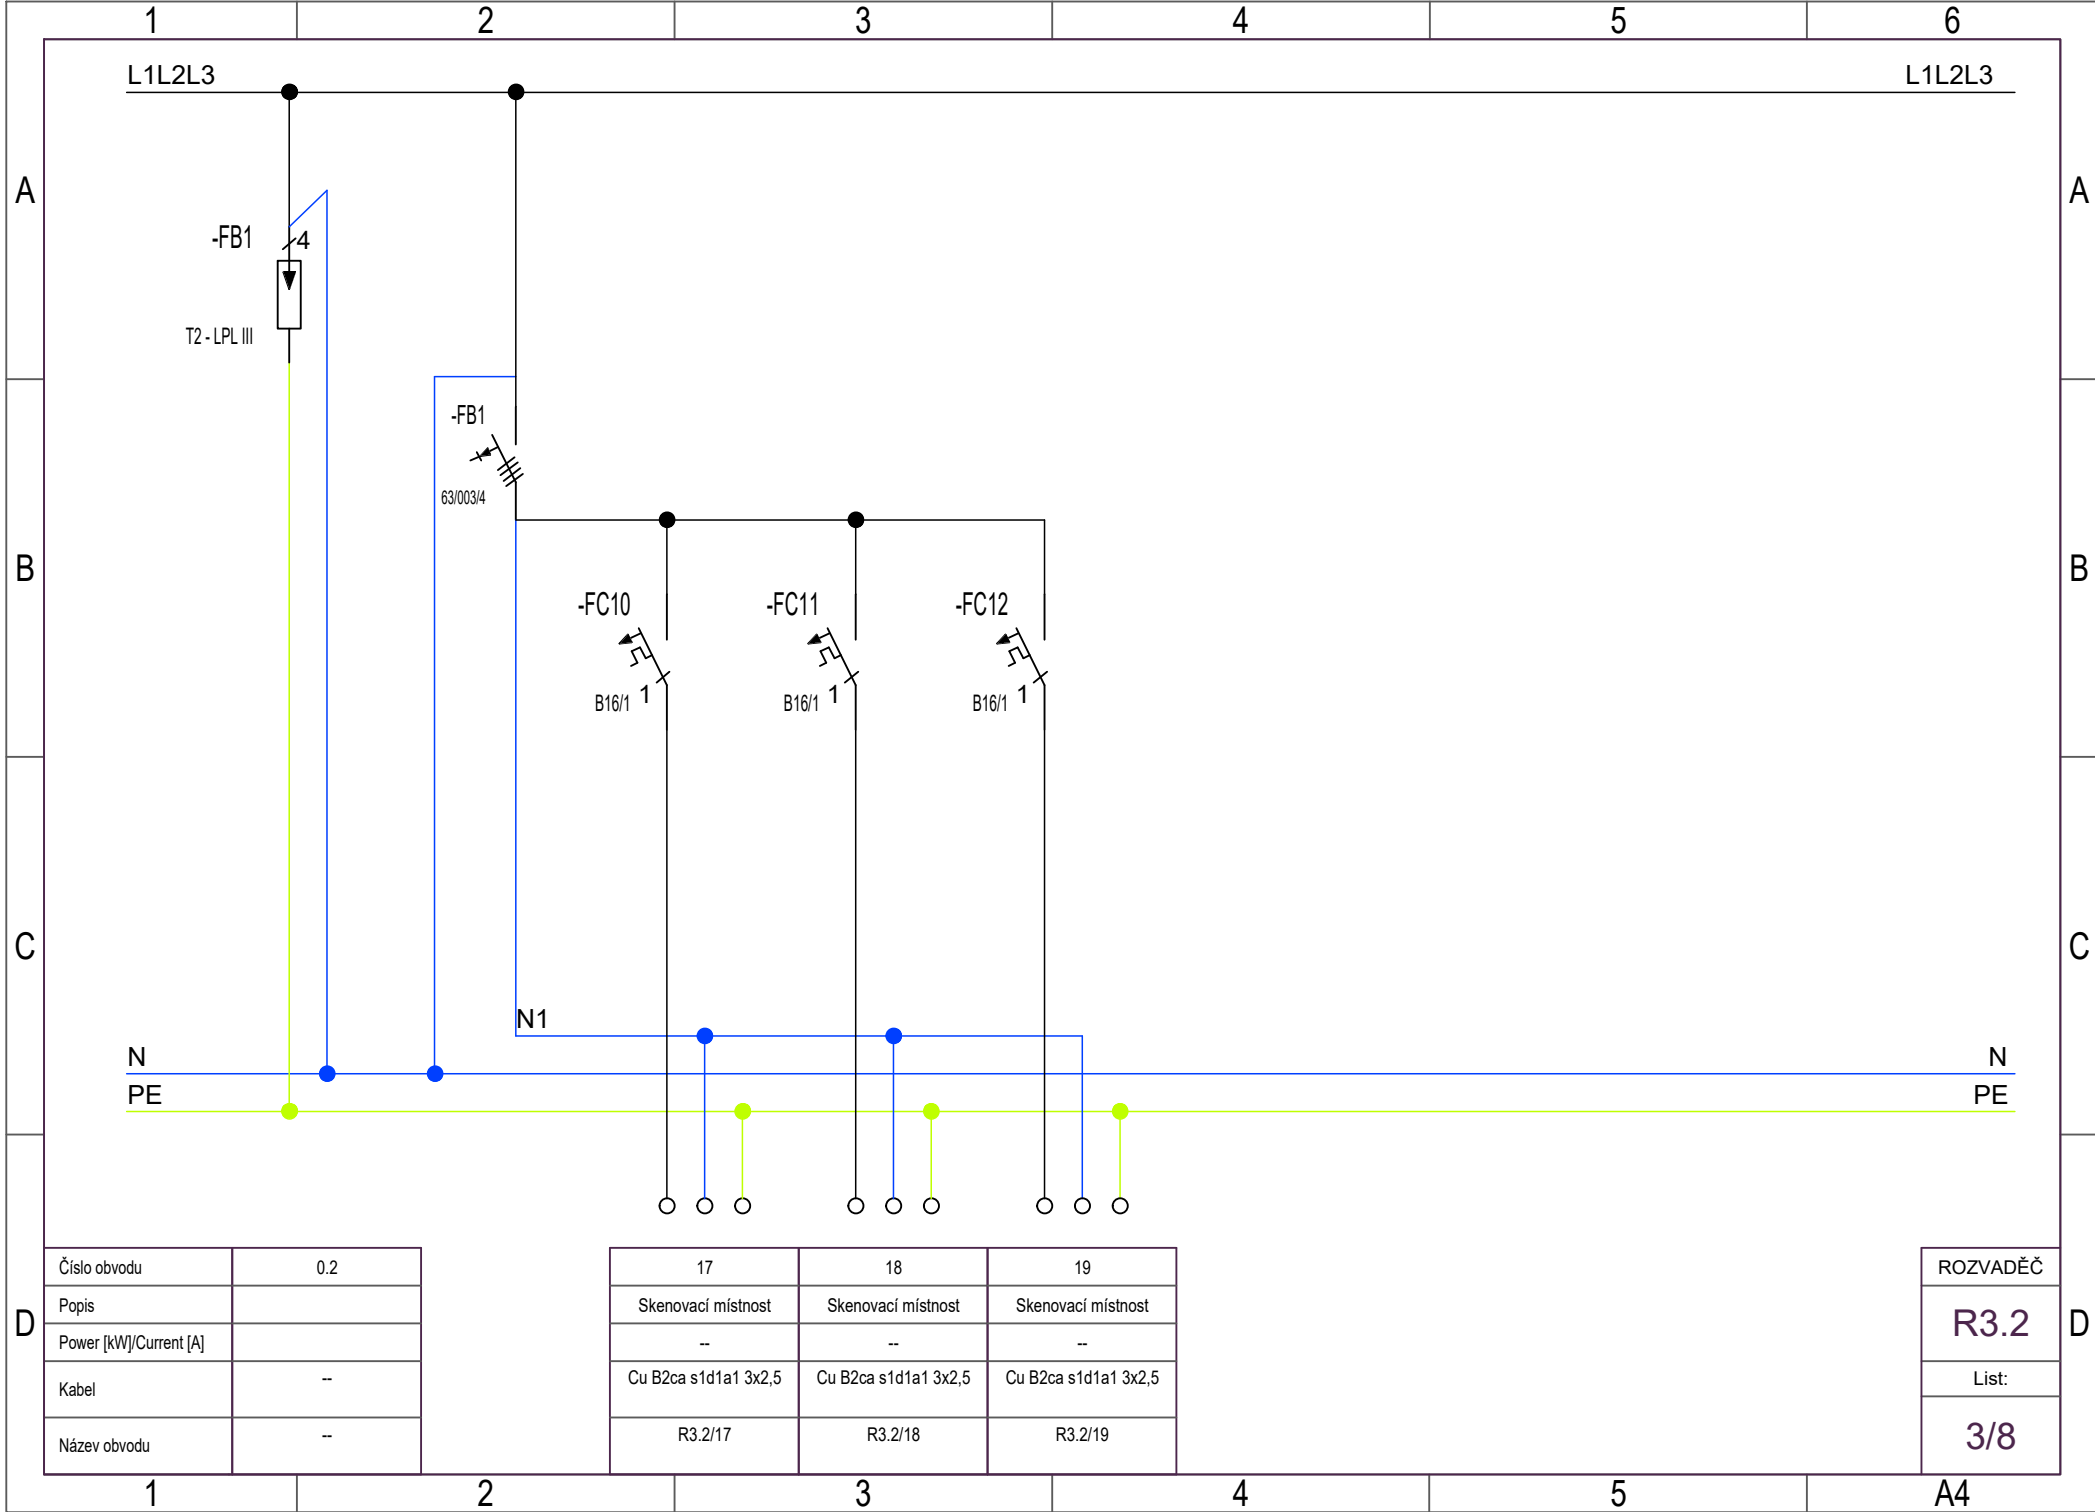 1 2 3 4 5 6
L1L2L3 L1L2L3
A A
-FB1 4
T2 - LPL III
-FB1
63/003/4
B B
-FC10 -FC11 -FC12
B16/1 1 B16/1 1 B16/1 1
C C
N1
N N
PE PE
Číslo obvodu 0.2 17 18 19 ROZVADĚČ
Popis Skenovací místnost Skenovací místnost Skenovací místnost
D R3.2 D
Power [kW]/Current [A] -- -- --
Kabel -- Cu B2ca s1d1a1 3x2,5 Cu B2ca s1d1a1 3x2,5 Cu B2ca s1d1a1 3x2,5 List:
Název obvodu -- R3.2/17 R3.2/18 R3.2/19 3/8
1 2 3 4 5 A4